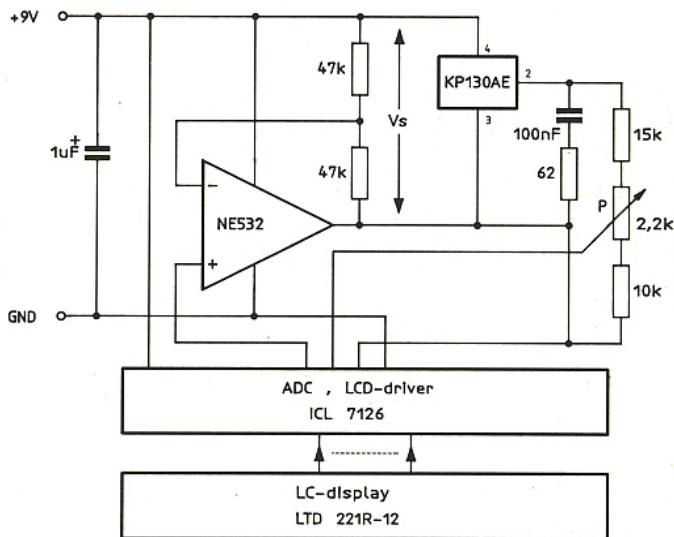 +9V
4
47k
KP130AE
2
Vs
3
100nF
15k
+
1uF
47k
62
-
NE532
P
2,2k
+
10k
GND
ADC , LCD-driver
ICL 7126
LC-display
LTD 221R-12